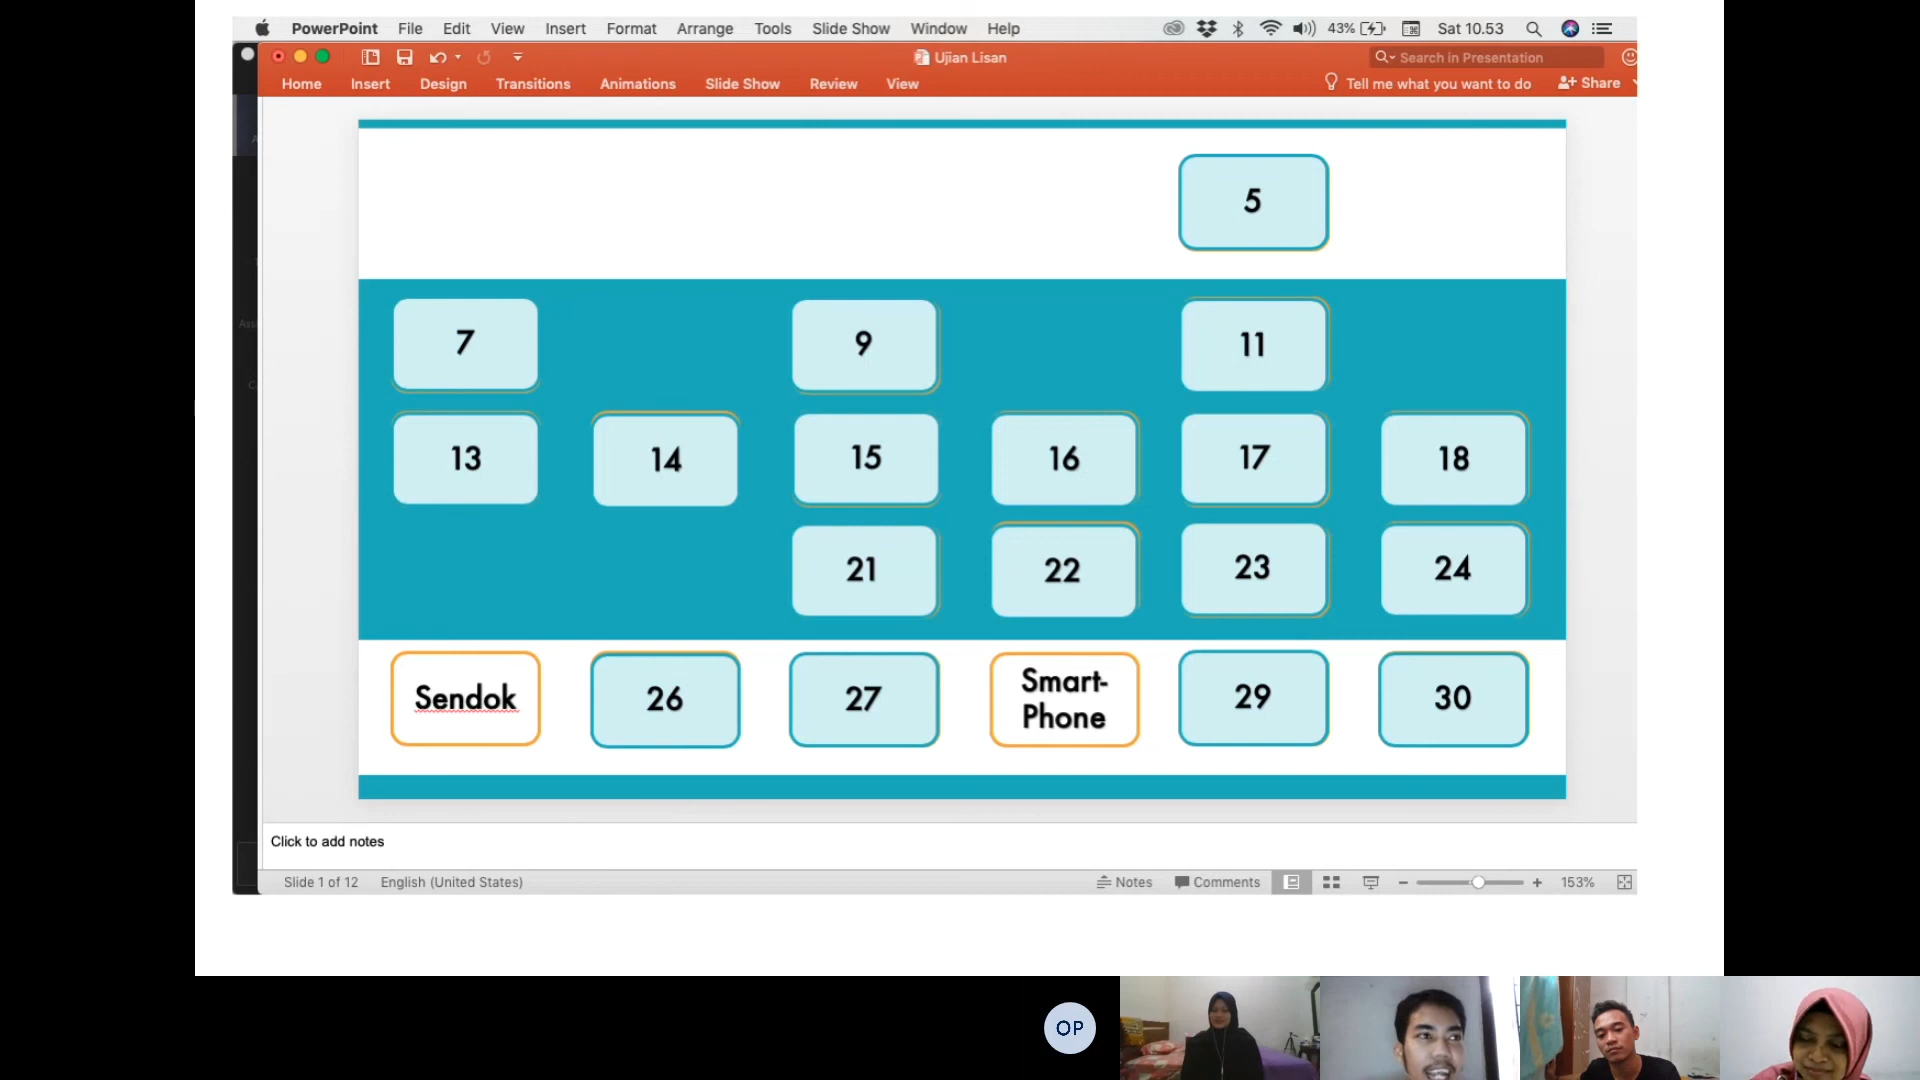 PowerPoint File Edit View Insert Format Arrange Tools Slide Show Window Help 43% Sat 10.53
Ujian Lisan
Search in Presentation
Home Insert Design Transitions Animations Slide Show Review View
Tell me what you want to do
Share
5
7 9 11
13 14 15 16 17 18
21 22 23 24
Sendok 26 27 Smart-
Phone 29 30
Click to add notes
Slide 1 of 12 English (United States) Notes Comments 153%
OP